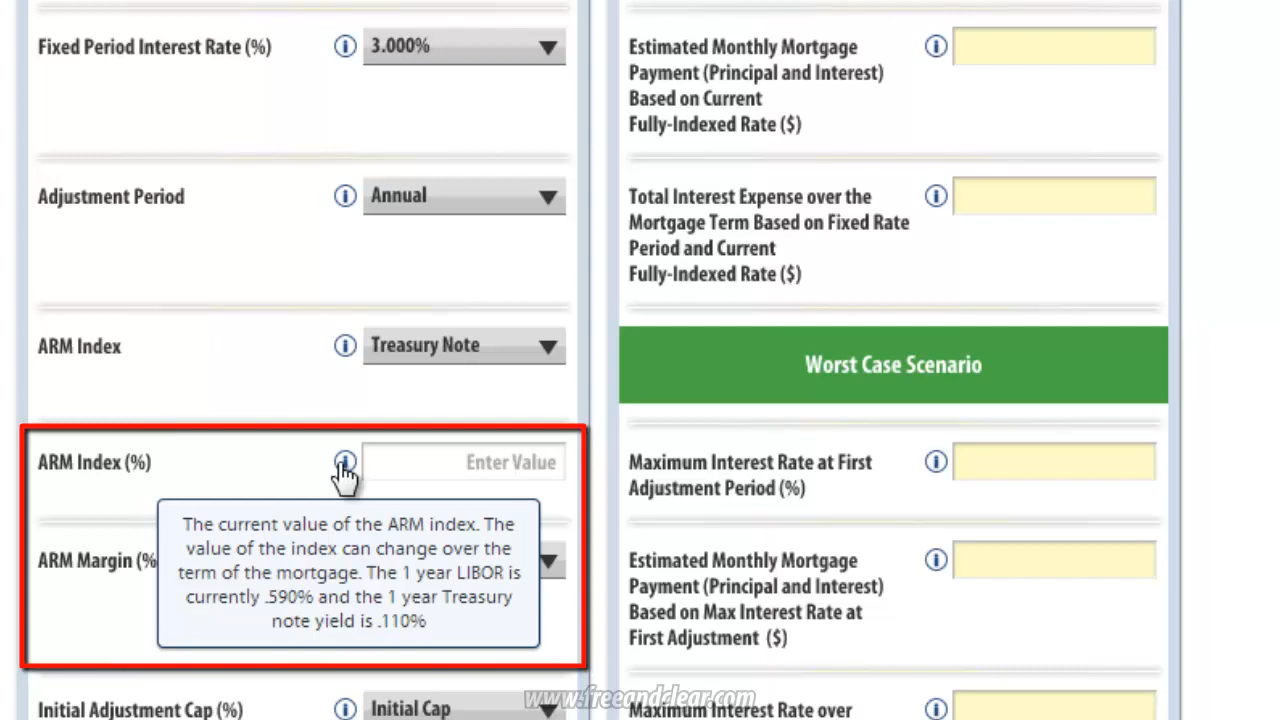 Fixed Period Interest Rate (%)
3.000%
Adjustment Period
Annual
ARM Index
Treasury Note
ARM Index (%)
Enter Value
The current value of the ARM index. The
value of the index can change over the
term of the mortgage. The 1 year LIBOR is
currently .590% and the 1 year Treasury
note yield is .110%
ARM Margin (%
Initial Adjustment Cap (%)
Initial Cap
Estimated Monthly Mortgage
Payment (Principal and Interest)
Based on Current
Fully-Indexed Rate ($)
Total Interest Expense over the
Mortgage Term Based on Fixed Rate
Period and Current
Fully-Indexed Rate ($)
Worst Case Scenario
Maximum Interest Rate at First
Adjustment Period (%)
Estimated Monthly Mortgage
Payment (Principal and Interest)
Based on Max Interest Rate at
First Adjustment ($)
Maximum Interest Rate over
www.freeandclear.com